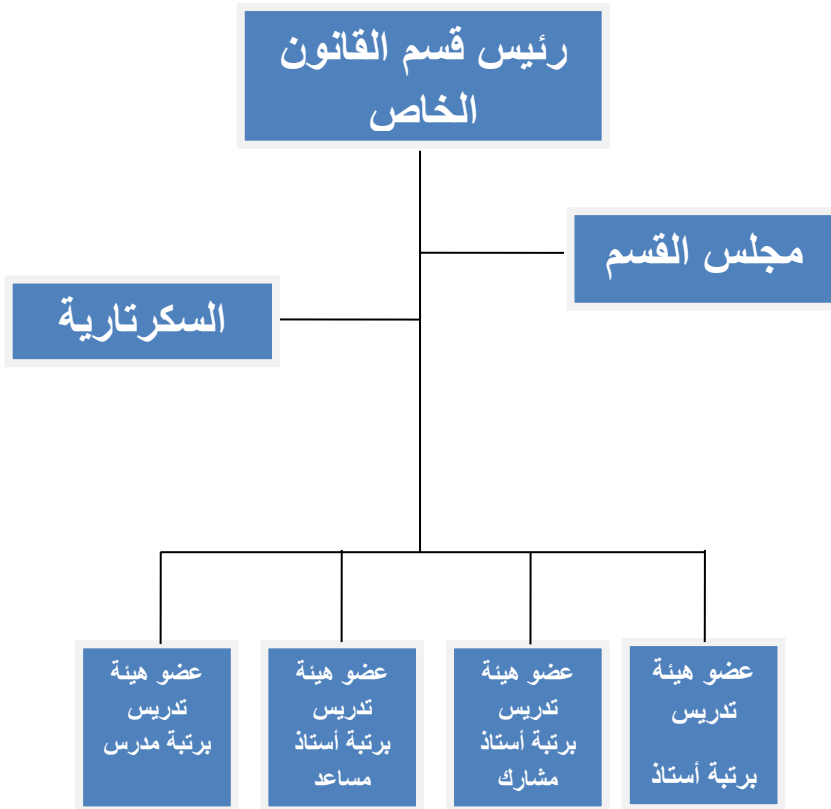 رئيس قسم القانون
الخاص
مجلس القسم
السكرتارية
عضو هيئة
تدريس
برتبة أستاذ
عضو هيئة
تدريس
برتبة أستاذ
مشارك
عضو هيئة
تدريس
برتبة أستاذ
مساعد
عضو هيئة
تدريس
برتبة مدرس